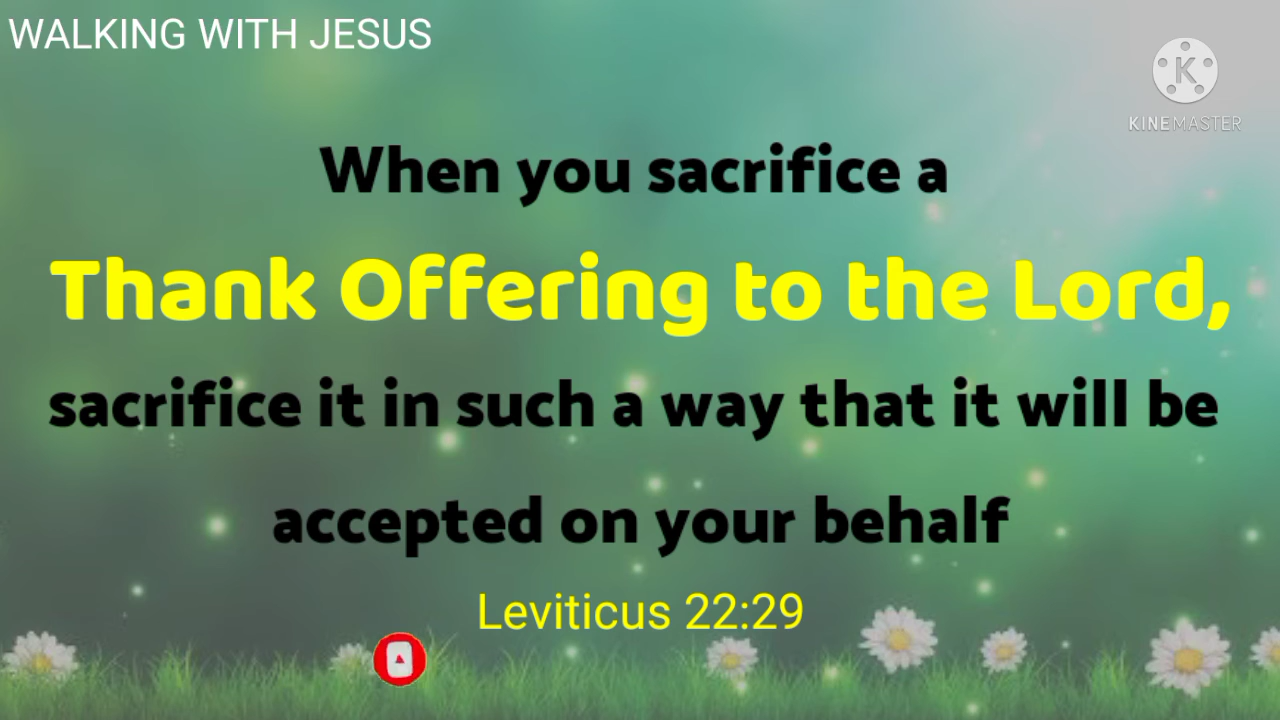 WALKING WITH JESUS
K
KINEMASTER
When you sacrifice a
Thank Offering to the Lord,
sacrifice it in such a way that it will be
accepted on your behalf
Leviticus 22:29